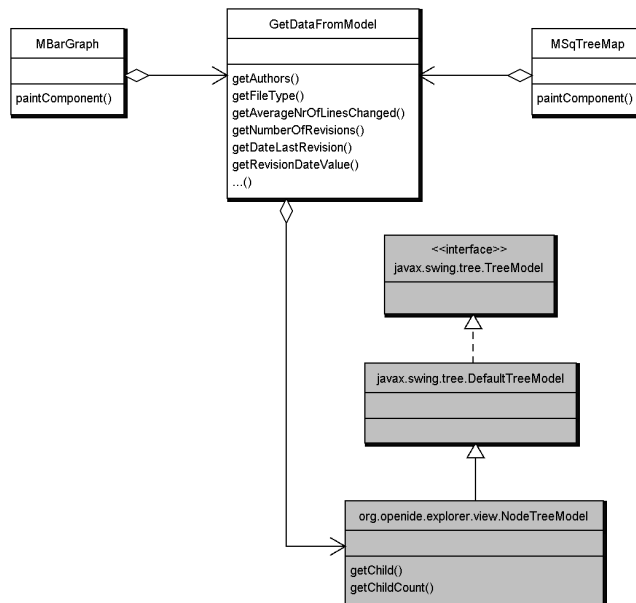 MBarGraph
paintComponent()
GetDataFromModel
getAuthors()
getFileType()
getAverageNrOfLinesChanged()
getNumberOfRevisions()
getDateLastRevision()
getRevisionDateValue()
...()
MSqTreeMap
paintComponent()
<<interface>>
javax.swing.tree.TreeModel
javax.swing.tree.DefaultTreeModel
org.openide.explorer.view.NodeTreeModel
getChild()
getChildCount()